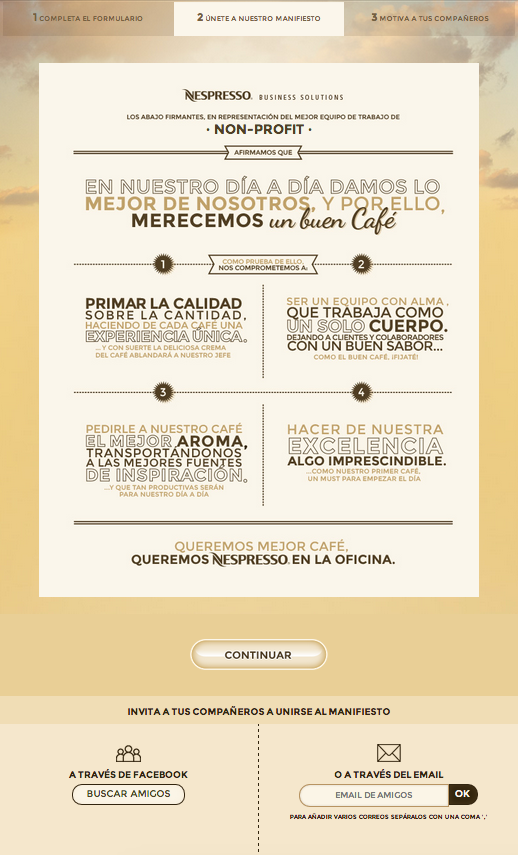 1 COMPLETA EL FORMULARIO
2 ÚNETE A NUESTRO MANIFIESTO
3 MOTIVA A TUS COMPAÑEROS
NESPRESSO. BUSINESS SOLUTIONS
LOS ABAJO FIRMANTES, EN REPRESENTACIÓN DEL MEJOR EQUIPO DE TRABAJO DE
• NON-PROFIT •
AFIRMAMOS QUE
EN NUESTRO DÍA A DÍA DAMOS LO
MEJOR DE NOSOTROS, Y POR ELLO,
MERECEMOS un buen Café
1
COMO PRUEBA DE ELLO,
NOS COMPROMETEMOS A:
2
PRIMAR LA CALIDAD
SOBRE LA CANTIDAD,
HACIENDO DE CADA CAFÉ UNA
EXPERIENCIA ÚNICA.
...Y CON SUERTE LA DELICIOSA CREMA
DEL CAFÉ ABLANDARÁ A NUESTRO JEFE
SER UN EQUIPO CON ALMA,
QUE TRABAJA COMO
UN SOLO CUERPO.
DEJANDO A CLIENTES Y COLABORADORES
CON UN BUEN SABOR...
COMO EL BUEN CAFÉ, ¡FIJATÉ!
3
4
PEDIRLE A NUESTRO CAFÉ
EL MEJOR AROMA,
TRANSPORTÁNDONOS
A LAS MEJORES FUENTES
DE INSPIRACIÓN.
...Y QUE TAN PRODUCTIVAS SERÁN
PARA NUESTRO DÍA A DÍA
HACER DE NUESTRA
EXCELENCIA
ALGO IMPRESCINDIBLE.
...COMO NUESTRO PRIMER CAFÉ,
UN MUST PARA EMPEZAR EL DÍA
QUEREMOS MEJOR CAFÉ,
QUEREMOS NESPRESSO. EN LA OFICINA.
CONTINUAR
INVITA A TUS COMPAÑEROS A UNIRSE AL MANIFIESTO
A TRAVÉS DE FACEBOOK
BUSCAR AMIGOS
O A TRAVÉS DEL EMAIL
EMAIL DE AMIGOS
OK
PARA AÑADIR VARIOS CORREOS SEPÁRALOS CON UNA COMA ','